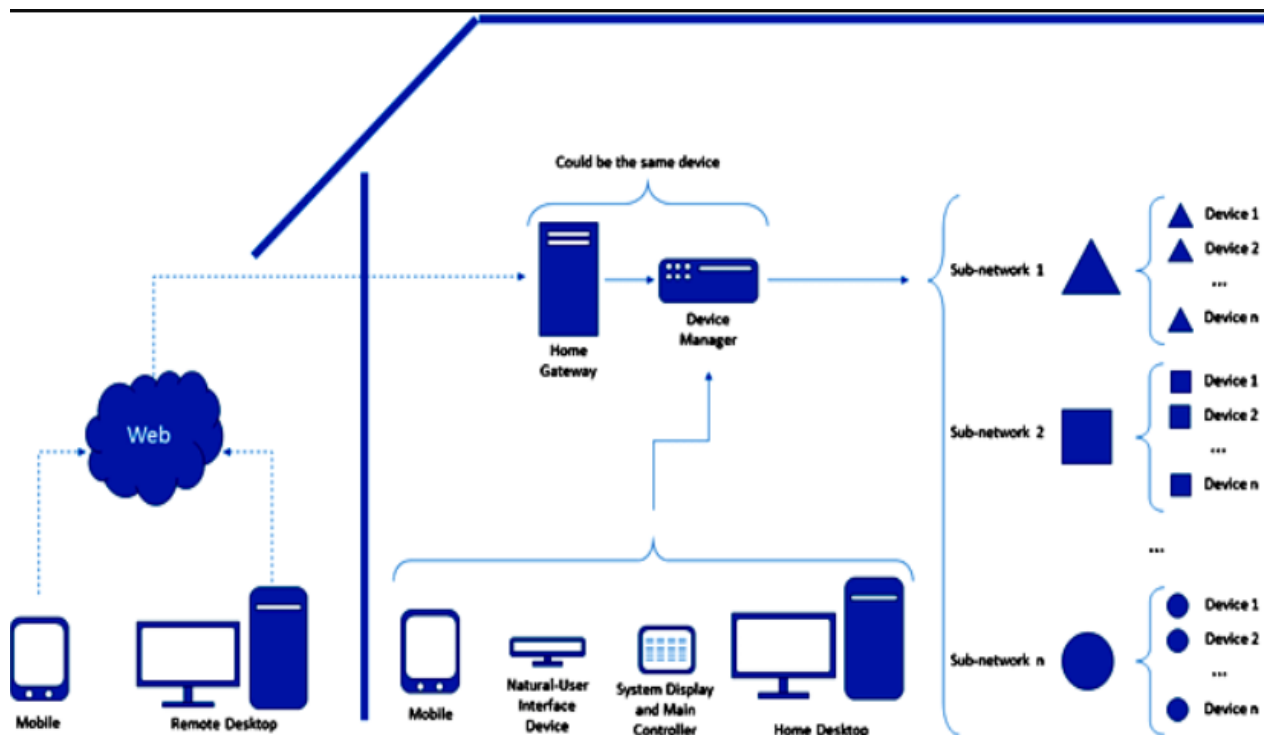 Could be the same device
Home
Gateway
Device
Manager
Web
Mobile
Remote Desktop
Mobile
Natural-User
Interface
Device
System Display
and Main
Controller
Home Desktop
Sub-network 1
Device 1
Device 2
...
Device n
Sub-network 2
Device 1
Device 2
...
Device n
...
Sub-network n
Device 1
Device 2
...
Device n